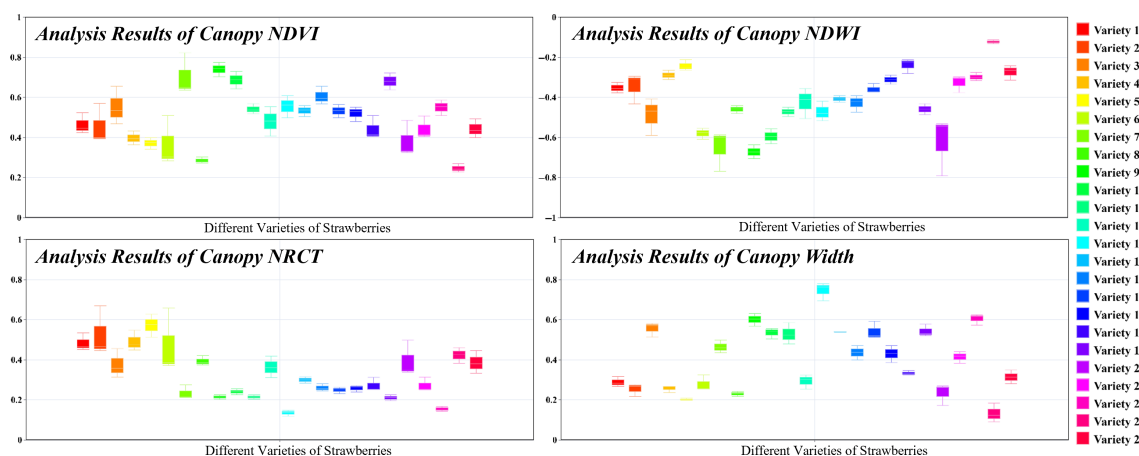 Analysis Results of Canopy NDVI
1
0.8
0.6
0.4
0.2
0
Different Varieties of Strawberries
Analysis Results of Canopy NDWI
−0
−0.2
−0.4
−0.6
−0.8
−1
Different Varieties of Strawberries
Analysis Results of Canopy NRCT
1
0.8
0.6
0.4
0.2
0
Different Varieties of Strawberries
Analysis Results of Canopy Width
1
0.8
0.6
0.4
0.2
0
Different Varieties of Strawberries
Variety 1
Variety 2
Variety 3
Variety 4
Variety 5
Variety 6
Variety 7
Variety 8
Variety 9
Variety 1
Variety 1
Variety 1
Variety 1
Variety 1
Variety 1
Variety 1
Variety 1
Variety 1
Variety 1
Variety 2
Variety 2
Variety 2
Variety 2